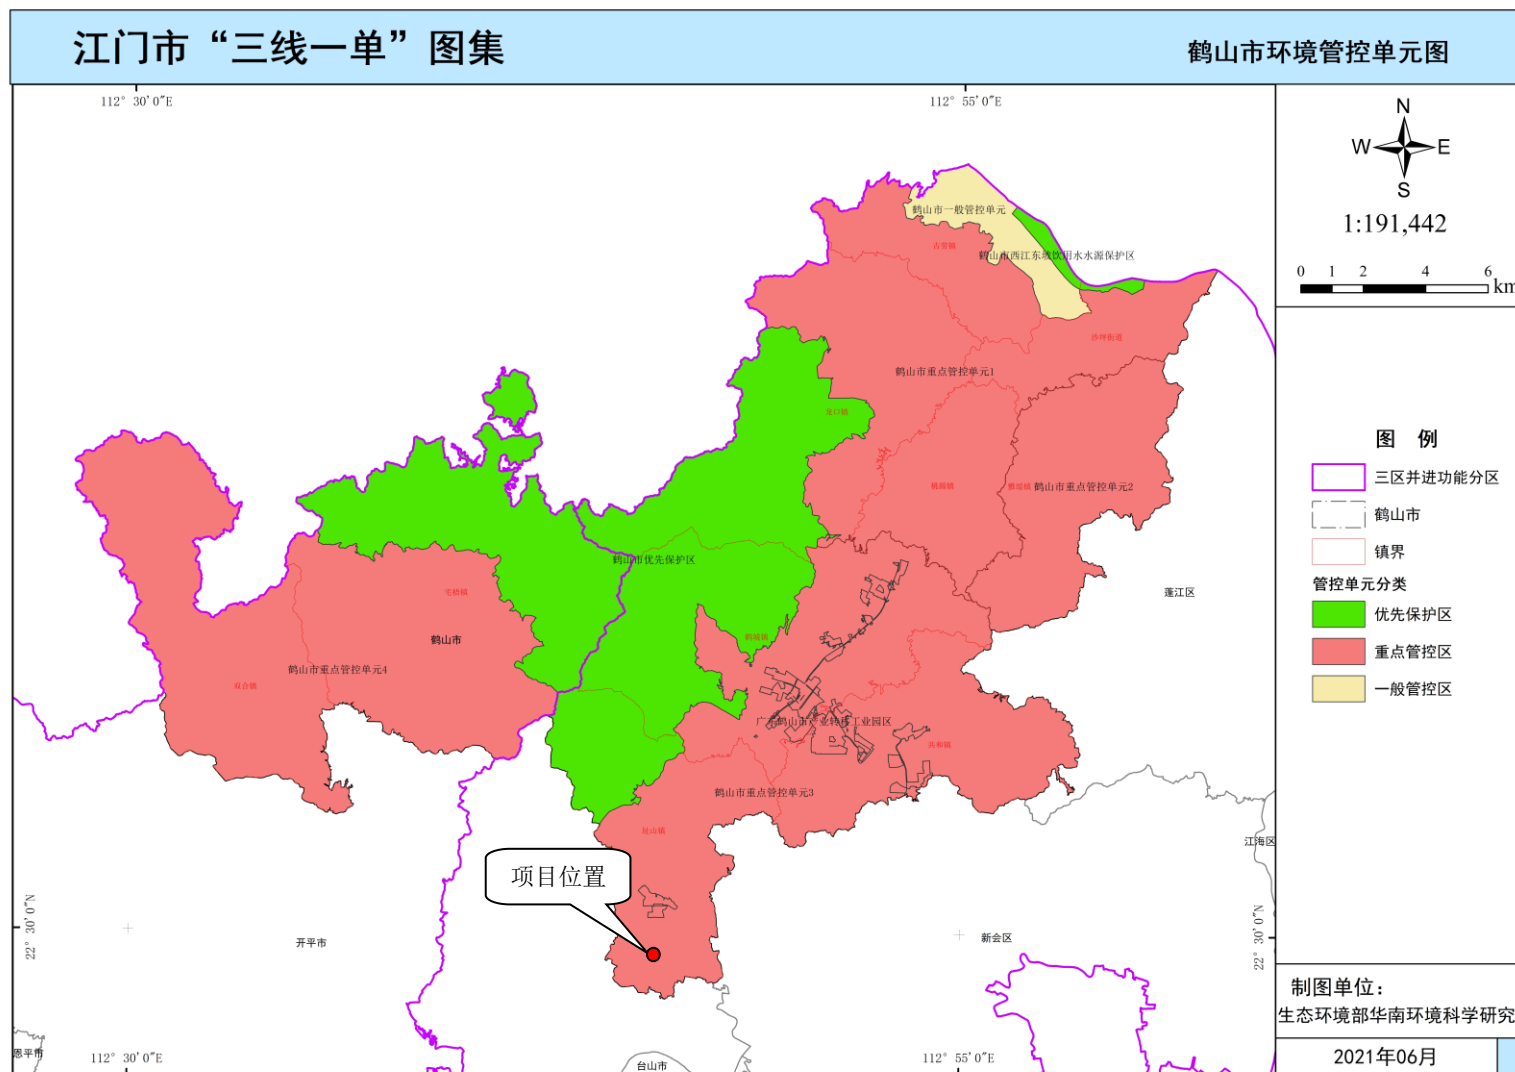 江门市“三线一单”图集
鹤山市环境管控单元图
112° 30′0″E
112° 55′0″E
N
W
E
S
1:191,442
0 1 2 4 6 km
鹤山市一般管控单元
古劳镇
鹤山市西江东坡饮用水水源保护区
沙坪街道
鹤山市重点管控单元1
龙口镇
桃源镇
雅瑶镇
鹤山市重点管控单元2
鹤山市优先保护区
宅梧镇
鹤山市
鹤城镇
蓬江区
鹤山市重点管控单元4
双合镇
广东鹤山市产业转移工业园区
共和镇
鹤山市重点管控单元3
址山镇
江海区
项目位置
22° 30′0″N
22° 30′0″N
开平市
新会区
恩平市
台山市
112° 30′0″E
112° 55′0″E
图 例
三区并进功能分区
鹤山市
镇界
管控单元分类
优先保护区
重点管控区
一般管控区
制图单位：
生态环境部华南环境科学研究
2021年06月